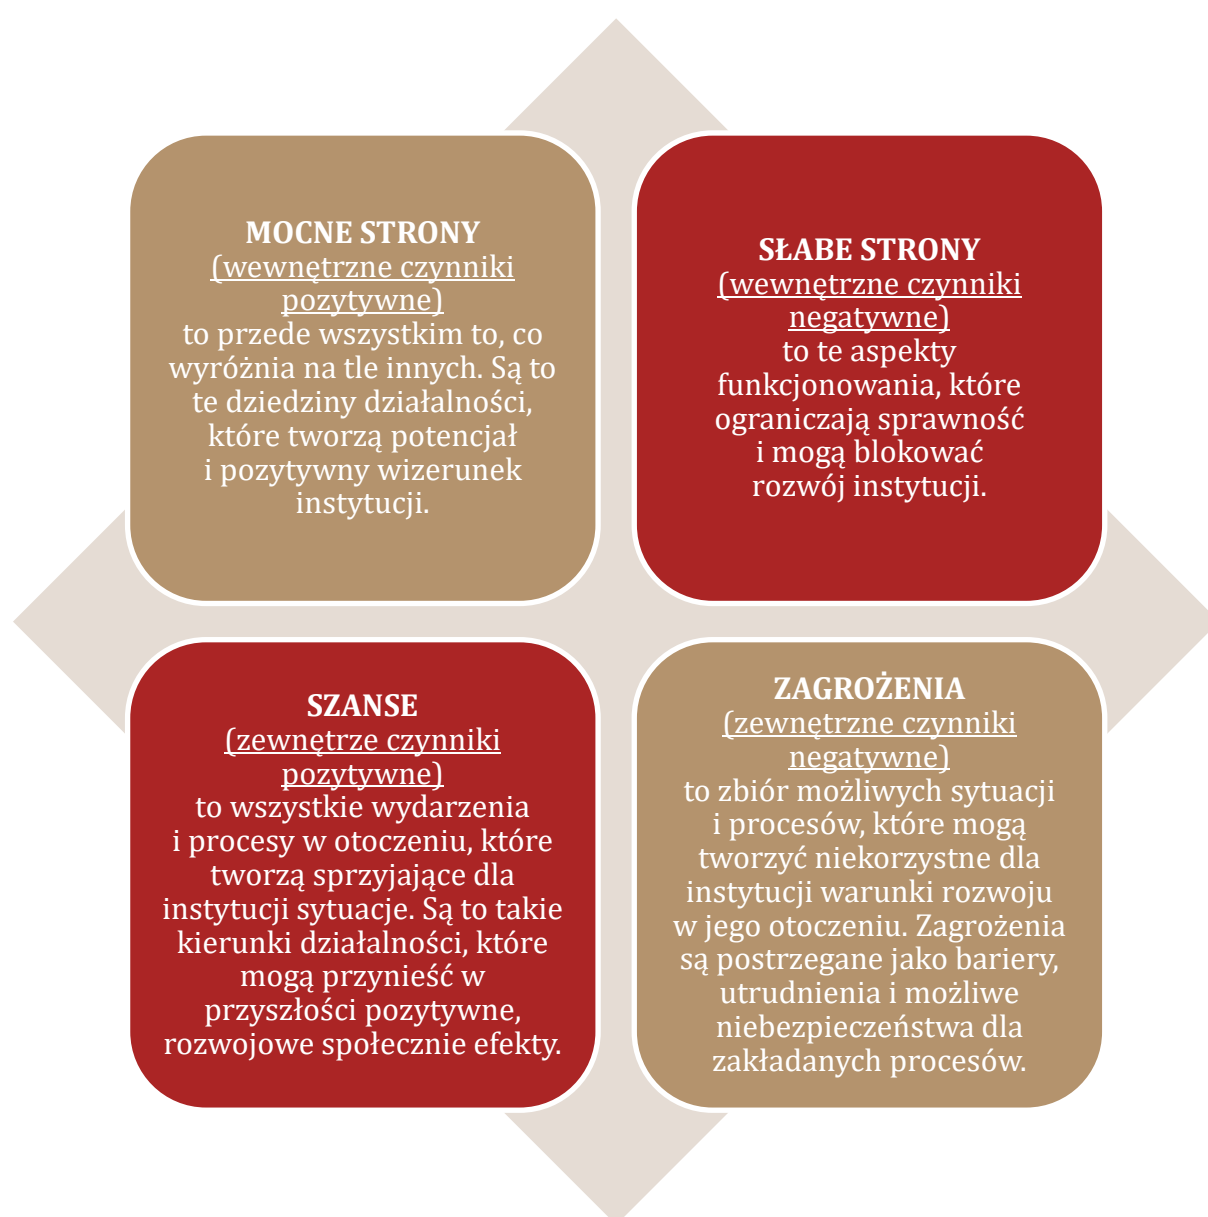 MOCNE STRONY
(wewnętrzne czynniki
pozytywne)
to przede wszystkim to, co
wyróżnia na tle innych. Są to
te dziedziny działalności,
które tworzą potencjał
i pozytywny wizerunek
instytucji.
SŁABE STRONY
(wewnętrzne czynniki
negatywne)
to te aspekty
funkcjonowania, które
ograniczają sprawność
i mogą blokować
rozwój instytucji.
SZANSE
(zewnętrze czynniki
pozytywne)
to wszystkie wydarzenia
i procesy w otoczeniu, które
tworzą sprzyjające dla
instytucji sytuacje. Są to takie
kierunki działalności, które
mogą przynieść w
przyszłości pozytywne,
rozwojowe społecznie efekty.
ZAGROŻENIA
(zewnętrzne czynniki
negatywne)
to zbiór możliwych sytuacji
i procesów, które mogą
tworzyć niekorzystne dla
instytucji warunki rozwoju
w jego otoczeniu. Zagrożenia
są postrzegane jako bariery,
utrudnienia i możliwe
niebezpieczeństwa dla
zakładanych procesów.